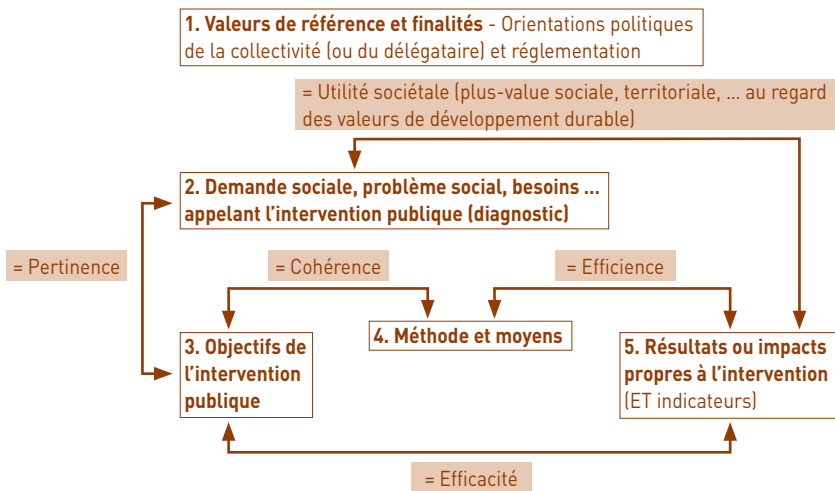 1. Valeurs de référence et finalités - Orientations politiques
de la collectivité (ou du délégataire) et réglementation
= Utilité sociétale (plus-value sociale, territoriale, ... au regard
des valeurs de développement durable)
2. Demande sociale, problème social, besoins ...
appelant l'intervention publique (diagnostic)
= Pertinence
= Cohérence
= Efficience
3. Objectifs de
l'intervention
publique
4. Méthode et moyens
5. Résultats ou impacts
propres à l'intervention
(ET indicateurs)
= Efficacité